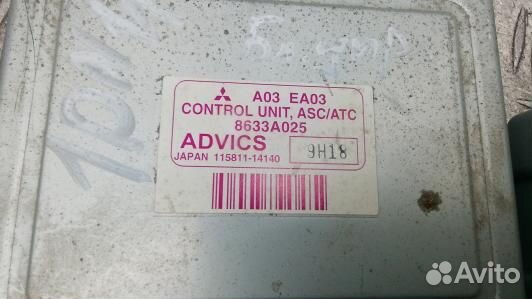 A03 EA03
CONTROL UNIT, ASC/ATC
8633A025
ADVICS 9H18
JAPAN 115811-14140
Avito